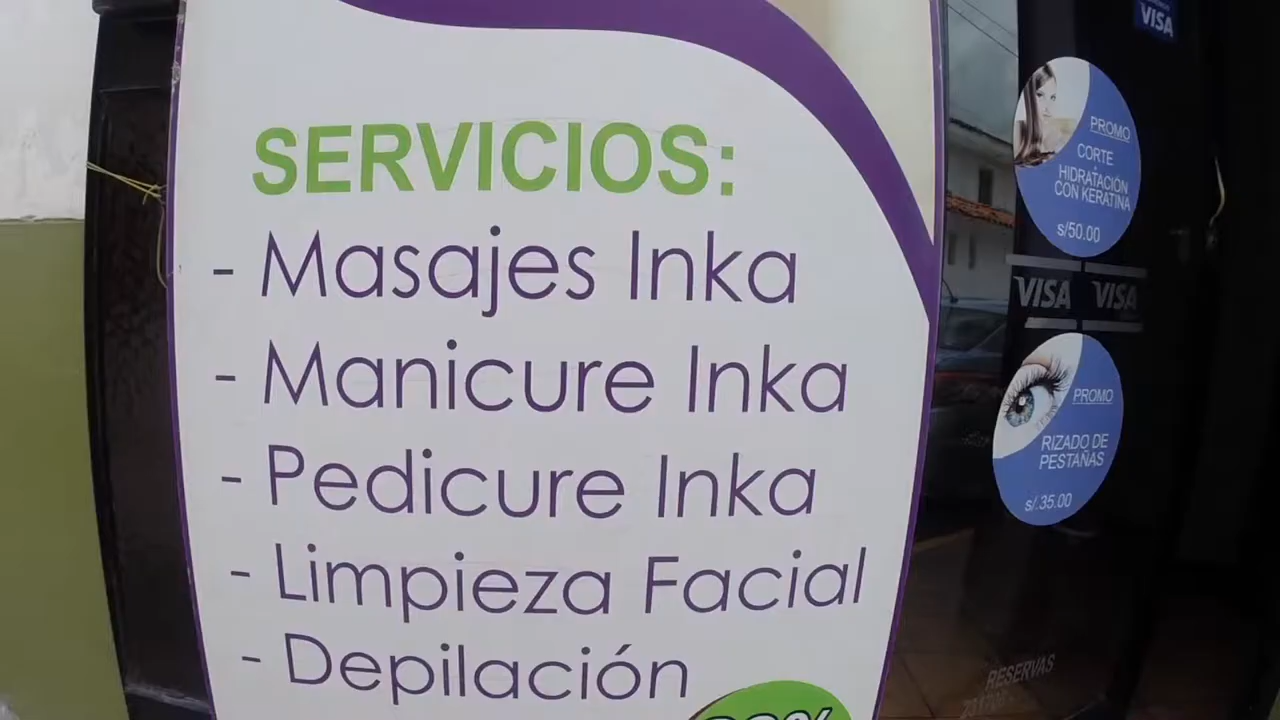 SERVICIOS:
- Masajes Inka
- Manicure Inka
- Pedicure Inka
- Limpieza Facial
- Depilación
VISA
PROMO
CORTE
+
HIDRATACIÓN
CON KERATINA
s/50.00
VISA VISA
PROMO
RIZADO DE
PESTAÑAS
s/.35.00
RESERVAS